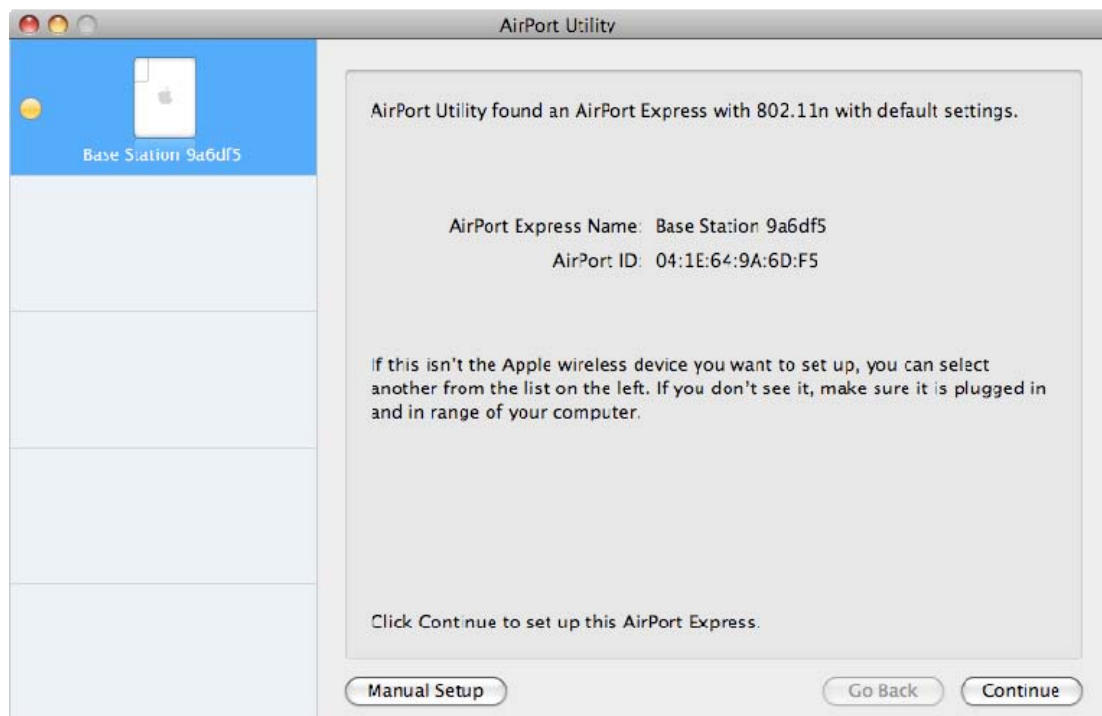 AirPort Utility
Base Station 9a6df5
AirPort Utility found an AirPort Express with 802.11n with default settings.
AirPort Express Name: Base Station 9a6df5
AirPort ID: 04:1E:64:9A:6D:F5
If this isn't the Apple wireless device you want to set up, you can select
another from the list on the left. If you don't see it, make sure it is plugged in
and in range of your computer.
Click Continue to set up this AirPort Express.
Manual Setup
Go Back
Continue